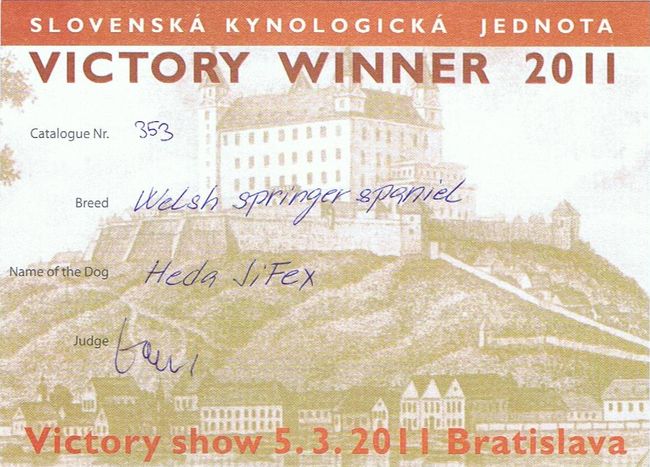 SLOVENSKÁ KYNOLOGICKÁ JEDNOTA
VICTORY WINNER 2011
Catalogue Nr. 353
Breed Welsh springer spaniel
Name of the Dog Heda JiFex
Judge
Victory show 5. 3. 2011 Bratislava